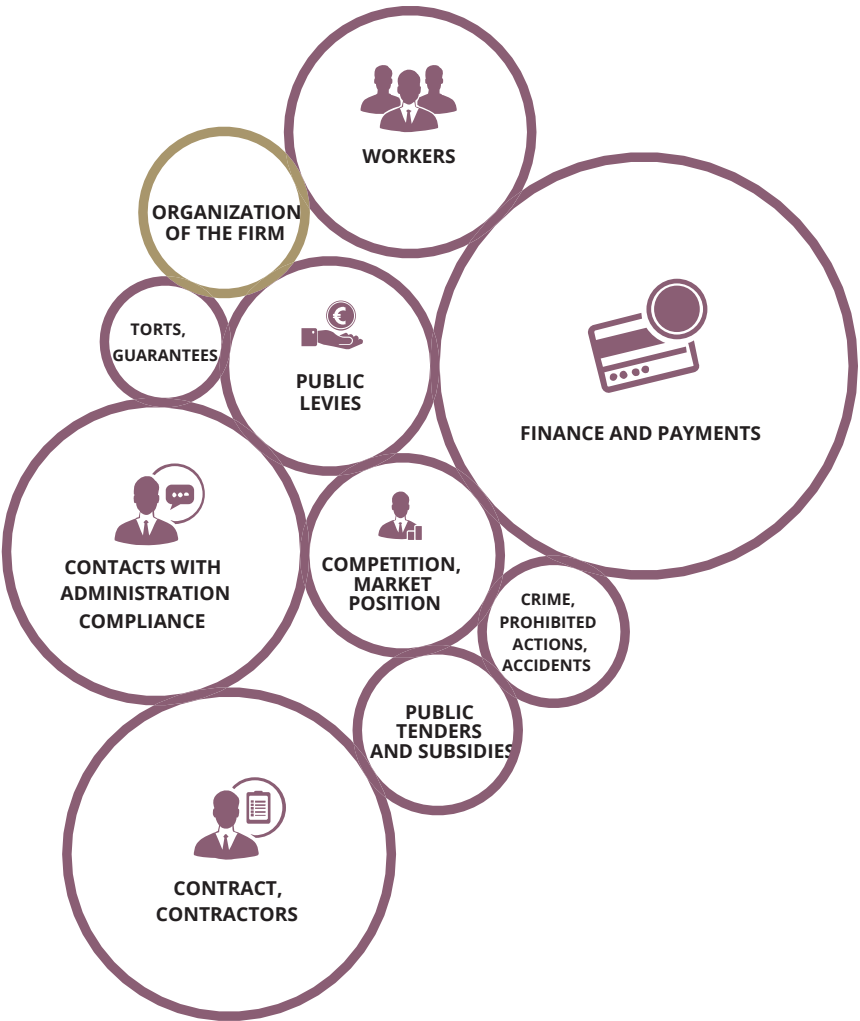 WORKERS
ORGANIZATION
OF THE FIRM
TORTS,
GUARANTEES
PUBLIC
LEVIES
FINANCE AND PAYMENTS
CONTACTS WITH
ADMINISTRATION
COMPLIANCE
COMPETITION,
MARKET
POSITION
CRIME,
PROHIBITED
ACTIONS,
ACCIDENTS
PUBLIC
TENDERS
AND SUBSIDIES
CONTRACT,
CONTRACTORS